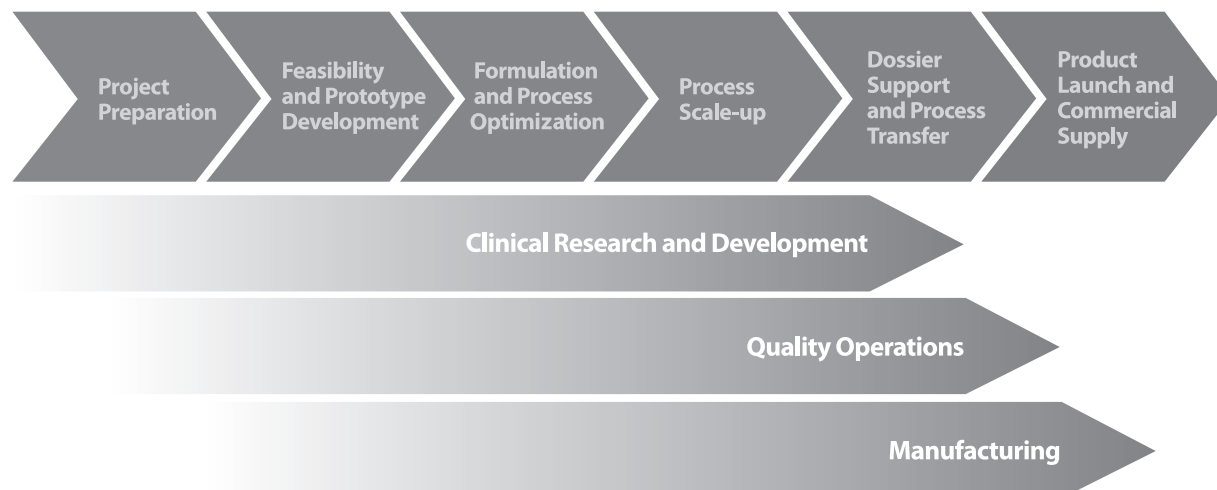 Project
Preparation
Feasibility
and Prototype
Development
Formulation
and Process
Optimization
Process
Scale-up
Dossier
Support
and Process
Transfer
Product
Launch and
Commercial
Supply
Clinical Research and Development
Quality Operations
Manufacturing